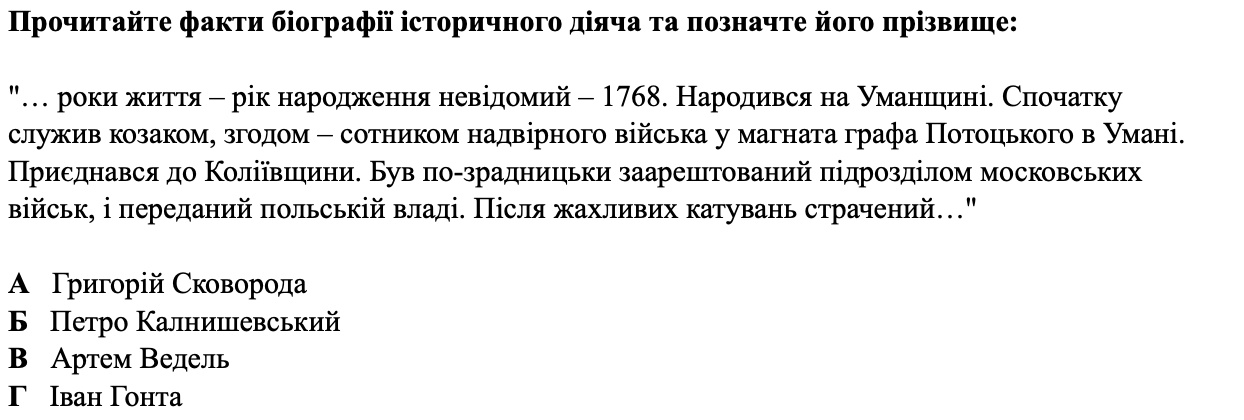 Прочитайте факти біографії історичного діяча та позначте його прізвище:
"… роки життя – рік народження невідомий – 1768. Народився на Уманщині. Спочатку
служив козаком, згодом – сотником надвірного війська у магната графа Потоцького в Умані.
Приєднався до Коліївщини. Був по-зрадницьки заарештований підрозділом московських
військ, і переданий польській владі. Після жахливих катувань страчений…"
А Григорій Сковорода
Б Петро Калнишевський
В Артем Ведель
Г Іван Гонта